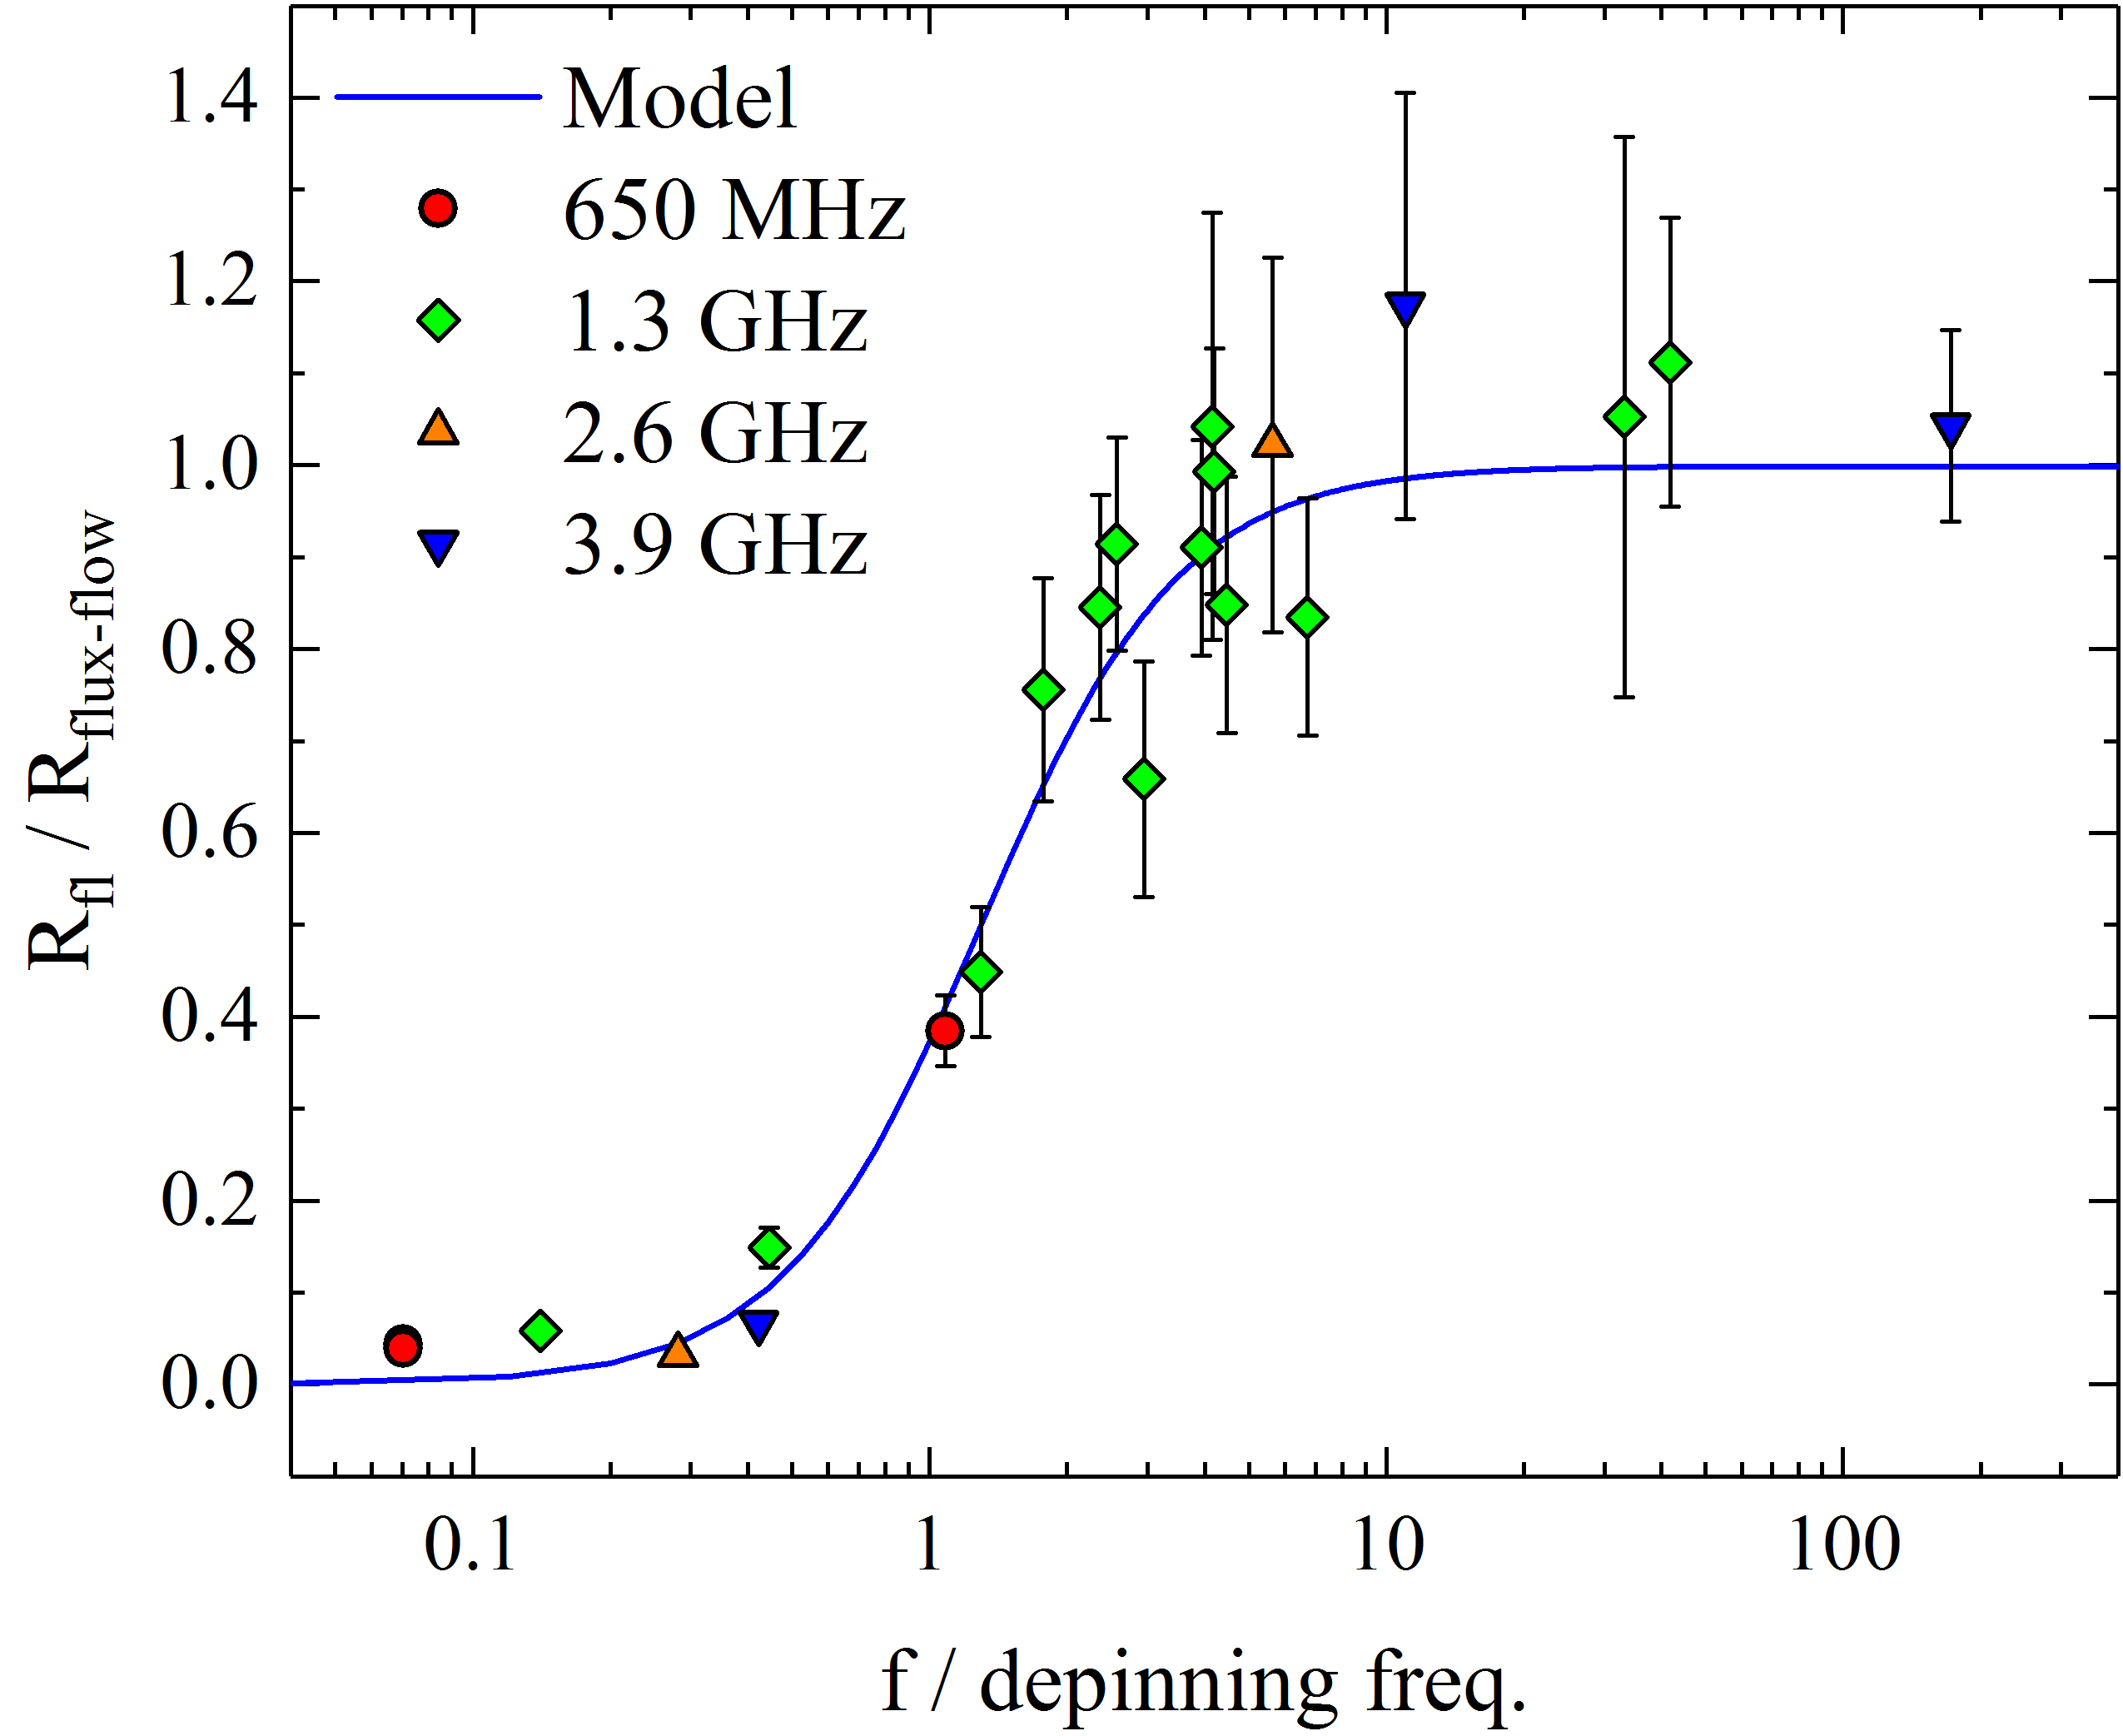 Model
650 MHz
1.3 GHz
2.6 GHz
3.9 GHz
1.4
1.2
1.0
0.8
0.6
0.4
0.2
0.0
R_fl / R_flux-flow
0.1 1 10 100
f / depinning freq.